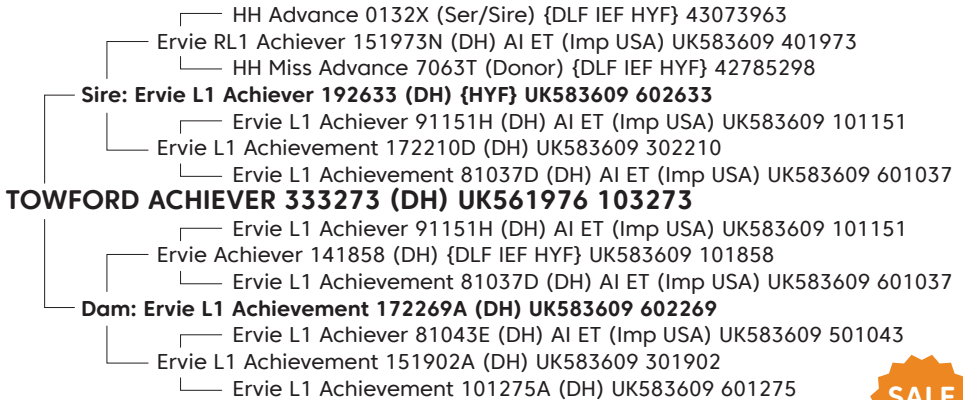 HH Advance 0132X (Ser/Sire) {DLF IEF HYF} 43073963
Ervie RL1 Achiever 151973N (DH) AI ET (Imp USA) UK583609 401973
HH Miss Advance 7063T (Donor) {DLF IEF HYF} 42785298
Sire: Ervie L1 Achiever 192633 (DH) {HYF} UK583609 602633
Ervie L1 Achiever 91151H (DH) AI ET (Imp USA) UK583609 101151
Ervie L1 Achievement 172210D (DH) UK583609 302210
Ervie L1 Achievement 81037D (DH) AI ET (Imp USA) UK583609 601037
TOWFORD ACHIEVER 333273 (DH) UK561976 103273
Ervie L1 Achiever 91151H (DH) AI ET (Imp USA) UK583609 101151
Ervie Achiever 141858 (DH) {DLF IEF HYF} UK583609 101858
Ervie L1 Achievement 81037D (DH) AI ET (Imp USA) UK583609 601037
Dam: Ervie L1 Achievement 172269A (DH) UK583609 602269
Ervie L1 Achiever 81043E (DH) AI ET (Imp USA) UK583609 501043
Ervie L1 Achievement 151902A (DH) UK583609 301902
Ervie L1 Achievement 101275A (DH) UK583609 601275
SALE